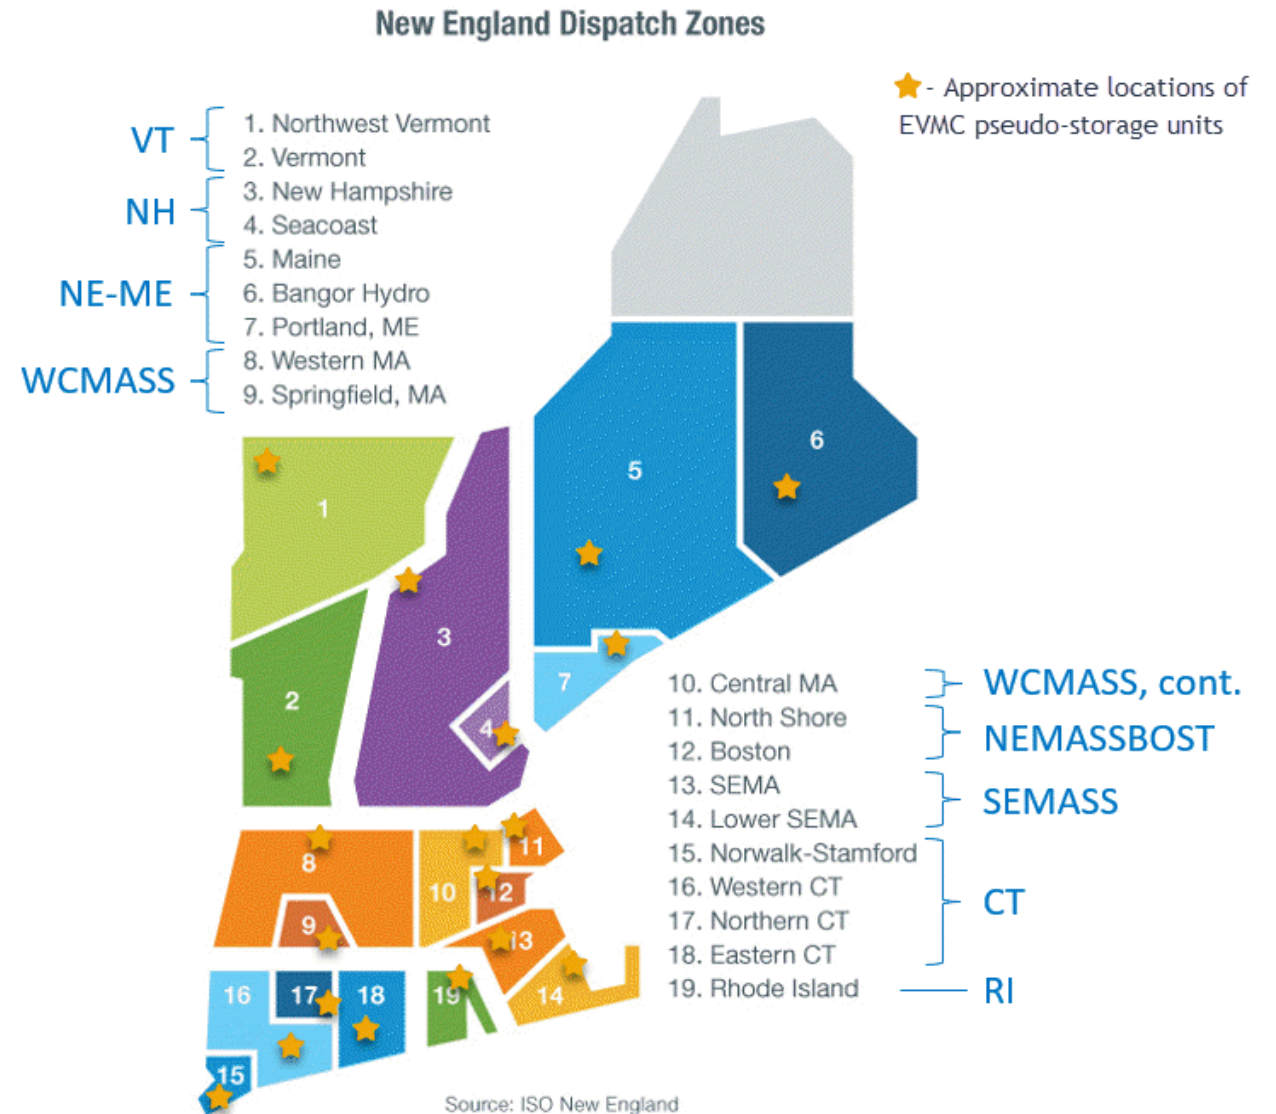 New England Dispatch Zones
- Approximate locations of
EVMC pseudo-storage units
VT
1. Northwest Vermont
2. Vermont
NH
3. New Hampshire
4. Seacoast
NE-ME
5. Maine
6. Bangor Hydro
7. Portland, ME
WCMASS
8. Western MA
9. Springfield, MA
1
2
3
4
5
6
7
10. Central MA
WCMASS, cont.
11. North Shore
12. Boston
NEMASSBOST
13. SEMA
14. Lower SEMA
SEMASS
15. Norwalk-Stamford
16. Western CT
17. Northern CT
18. Eastern CT
CT
19. Rhode Island
RI
8
9
10
11
12
13
14
15
16
17
18
19
Source: ISO New England